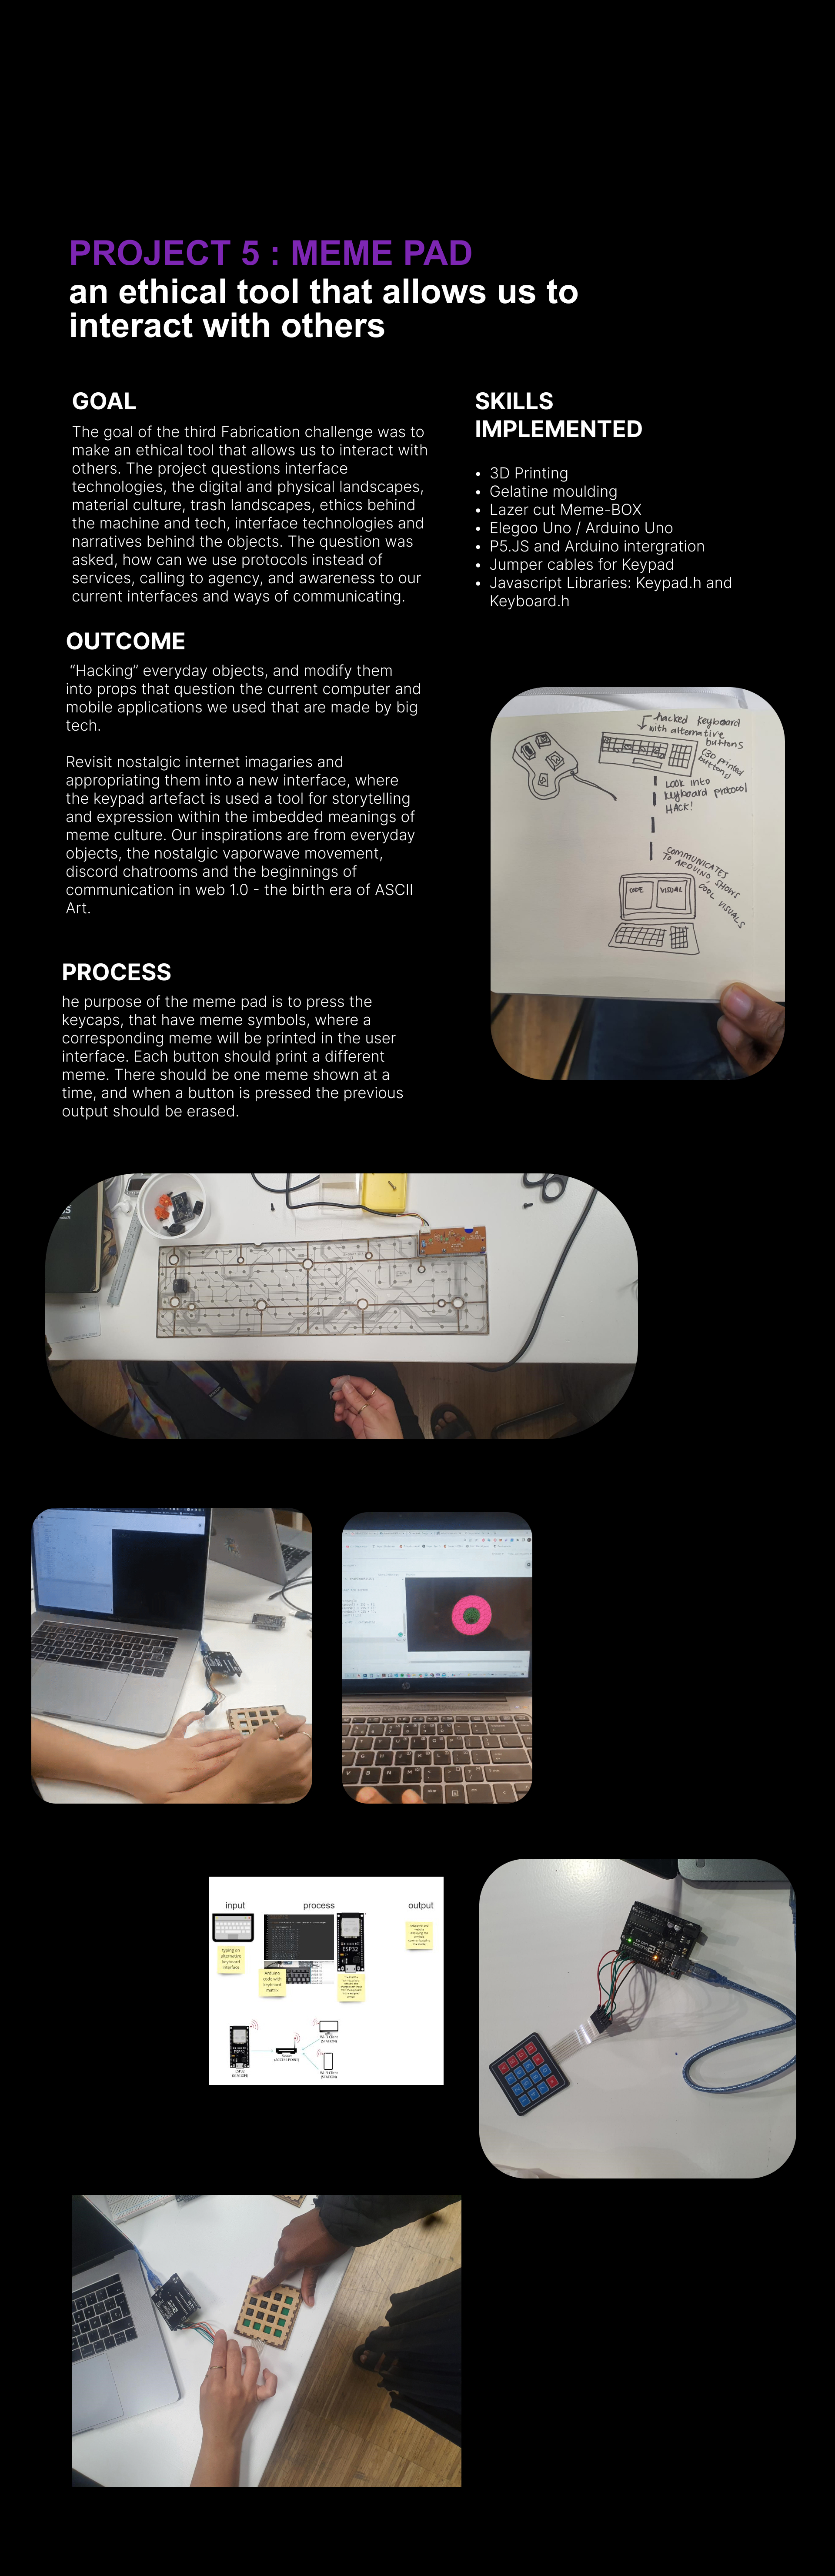 PROJECT 5 : MEME PAD
an ethical tool that allows us to
interact with others
GOAL
The goal of the third Fabrication challenge was to
make an ethical tool that allows us to interact with
others. The project questions interface
technologies, the digital and physical landscapes,
material culture, trash landscapes, ethics behind
the machine and tech, interface technologies and
narratives behind the objects. The question was
asked, how can we use protocols instead of
services, calling to agency, and awareness to our
current interfaces and ways of communicating.
SKILLS
IMPLEMENTED
• 3D Printing
• Gelatine moulding
• Lazer cut Meme-BOX
• Elegoo Uno / Arduino Uno
• P5.JS and Arduino intergration
• Jumper cables for Keypad
• Javascript Libraries: Keypad.h and
Keyboard.h
OUTCOME
“Hacking” everyday objects, and modify them
into props that question the current computer and
mobile applications we used that are made by big
tech.
Revisit nostalgic internet imagaries and
appropriating them into a new interface, where
the keypad artefact is used a tool for storytelling
and expression within the imbedded meanings of
meme culture. Our inspirations are from everyday
objects, the nostalgic vaporwave movement,
discord chatrooms and the beginnings of
communication in web 1.0 - the birth era of ASCII
Art.
Hacked Keyboard
with alternative
buttons
(3D printed
buttons)
LOOK into
Keyboard protocol
HACK!
COMMUNICATES
TO ARDUINO, SHOWS
COOL VISUALS
CODE
VISUAL
PROCESS
he purpose of the meme pad is to press the
keycaps, that have meme symbols, where a
corresponding meme will be printed in the user
interface. Each button should print a different
meme. There should be one meme shown at a
time, and when a button is pressed the previous
output should be erased.
input
process
output
typing on
alternative
keyboard
interface
Arduino
code with
keyboard
matrix
ESP32
ESP32